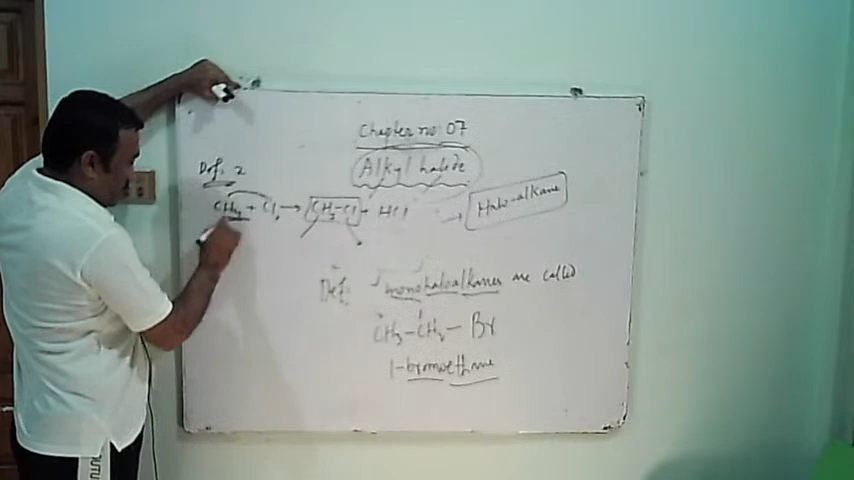 Chapter no: 07
Alkyl halide
Def: 2
CH4 + Cl2 → CH3-Cl + HCl
→ Halo-alkane
Def: monohaloalkanes are called
CH3-CH2-Br
1-bromoethane